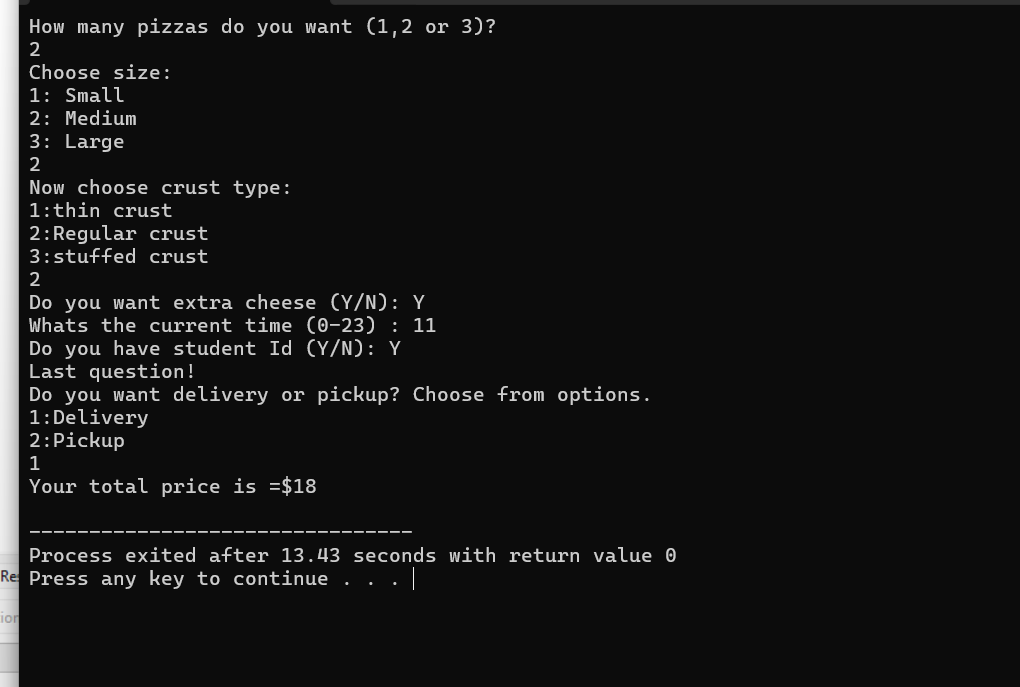 How many pizzas do you want (1,2 or 3)?
2
Choose size:
1: Small
2: Medium
3: Large
2
Now choose crust type:
1:thin crust
2:Regular crust
3:stuffed crust
2
Do you want extra cheese (Y/N): Y
Whats the current time (0-23) : 11
Do you have student Id (Y/N): Y
Last question!
Do you want delivery or pickup? Choose from options.
1:Delivery
2:Pickup
1
Your total price is =$18
--------------------------------
Process exited after 13.43 seconds with return value 0
Press any key to continue . . .